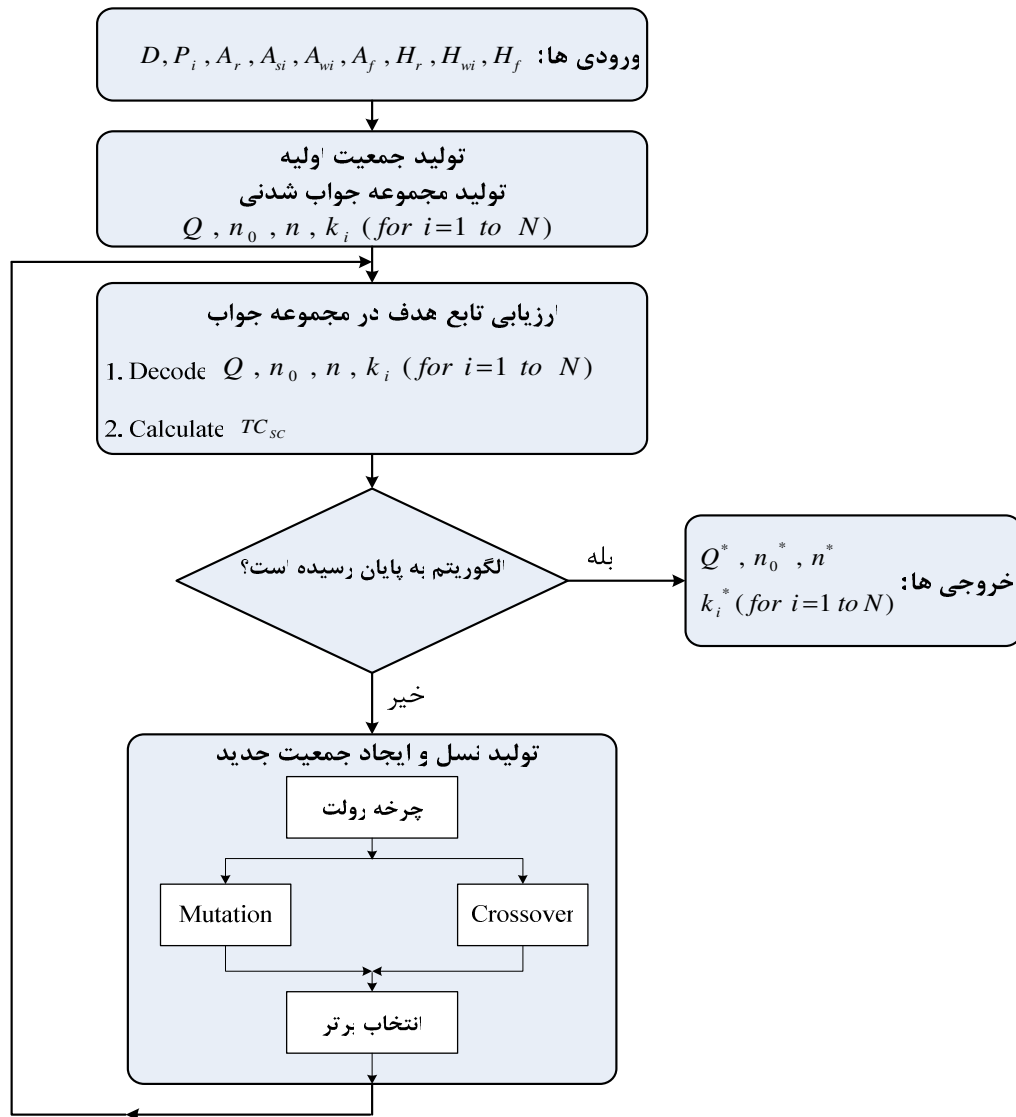 ورودی ها: D, P_i, A_r, A_si, A_wi, A_f, H_r, H_wi, H_f
تولید جمعیت اولیه
تولید مجموعه جواب شدنی
Q , n_0 , n , k_i (for i=1 to N)
ارزیابی تابع هدف در مجموعه جواب
1. Decode Q , n_0 , n , k_i (for i=1 to N)
2. Calculate TC_SC
الگوریتم به پایان رسیده است؟
بله
خروجی ها:
Q^* , n_0^* , n^*
k_i^* (for i=1 to N)
خیر
تولید نسل و ایجاد جمعیت جدید
چرخه رولت
Mutation
Crossover
انتخاب برتر